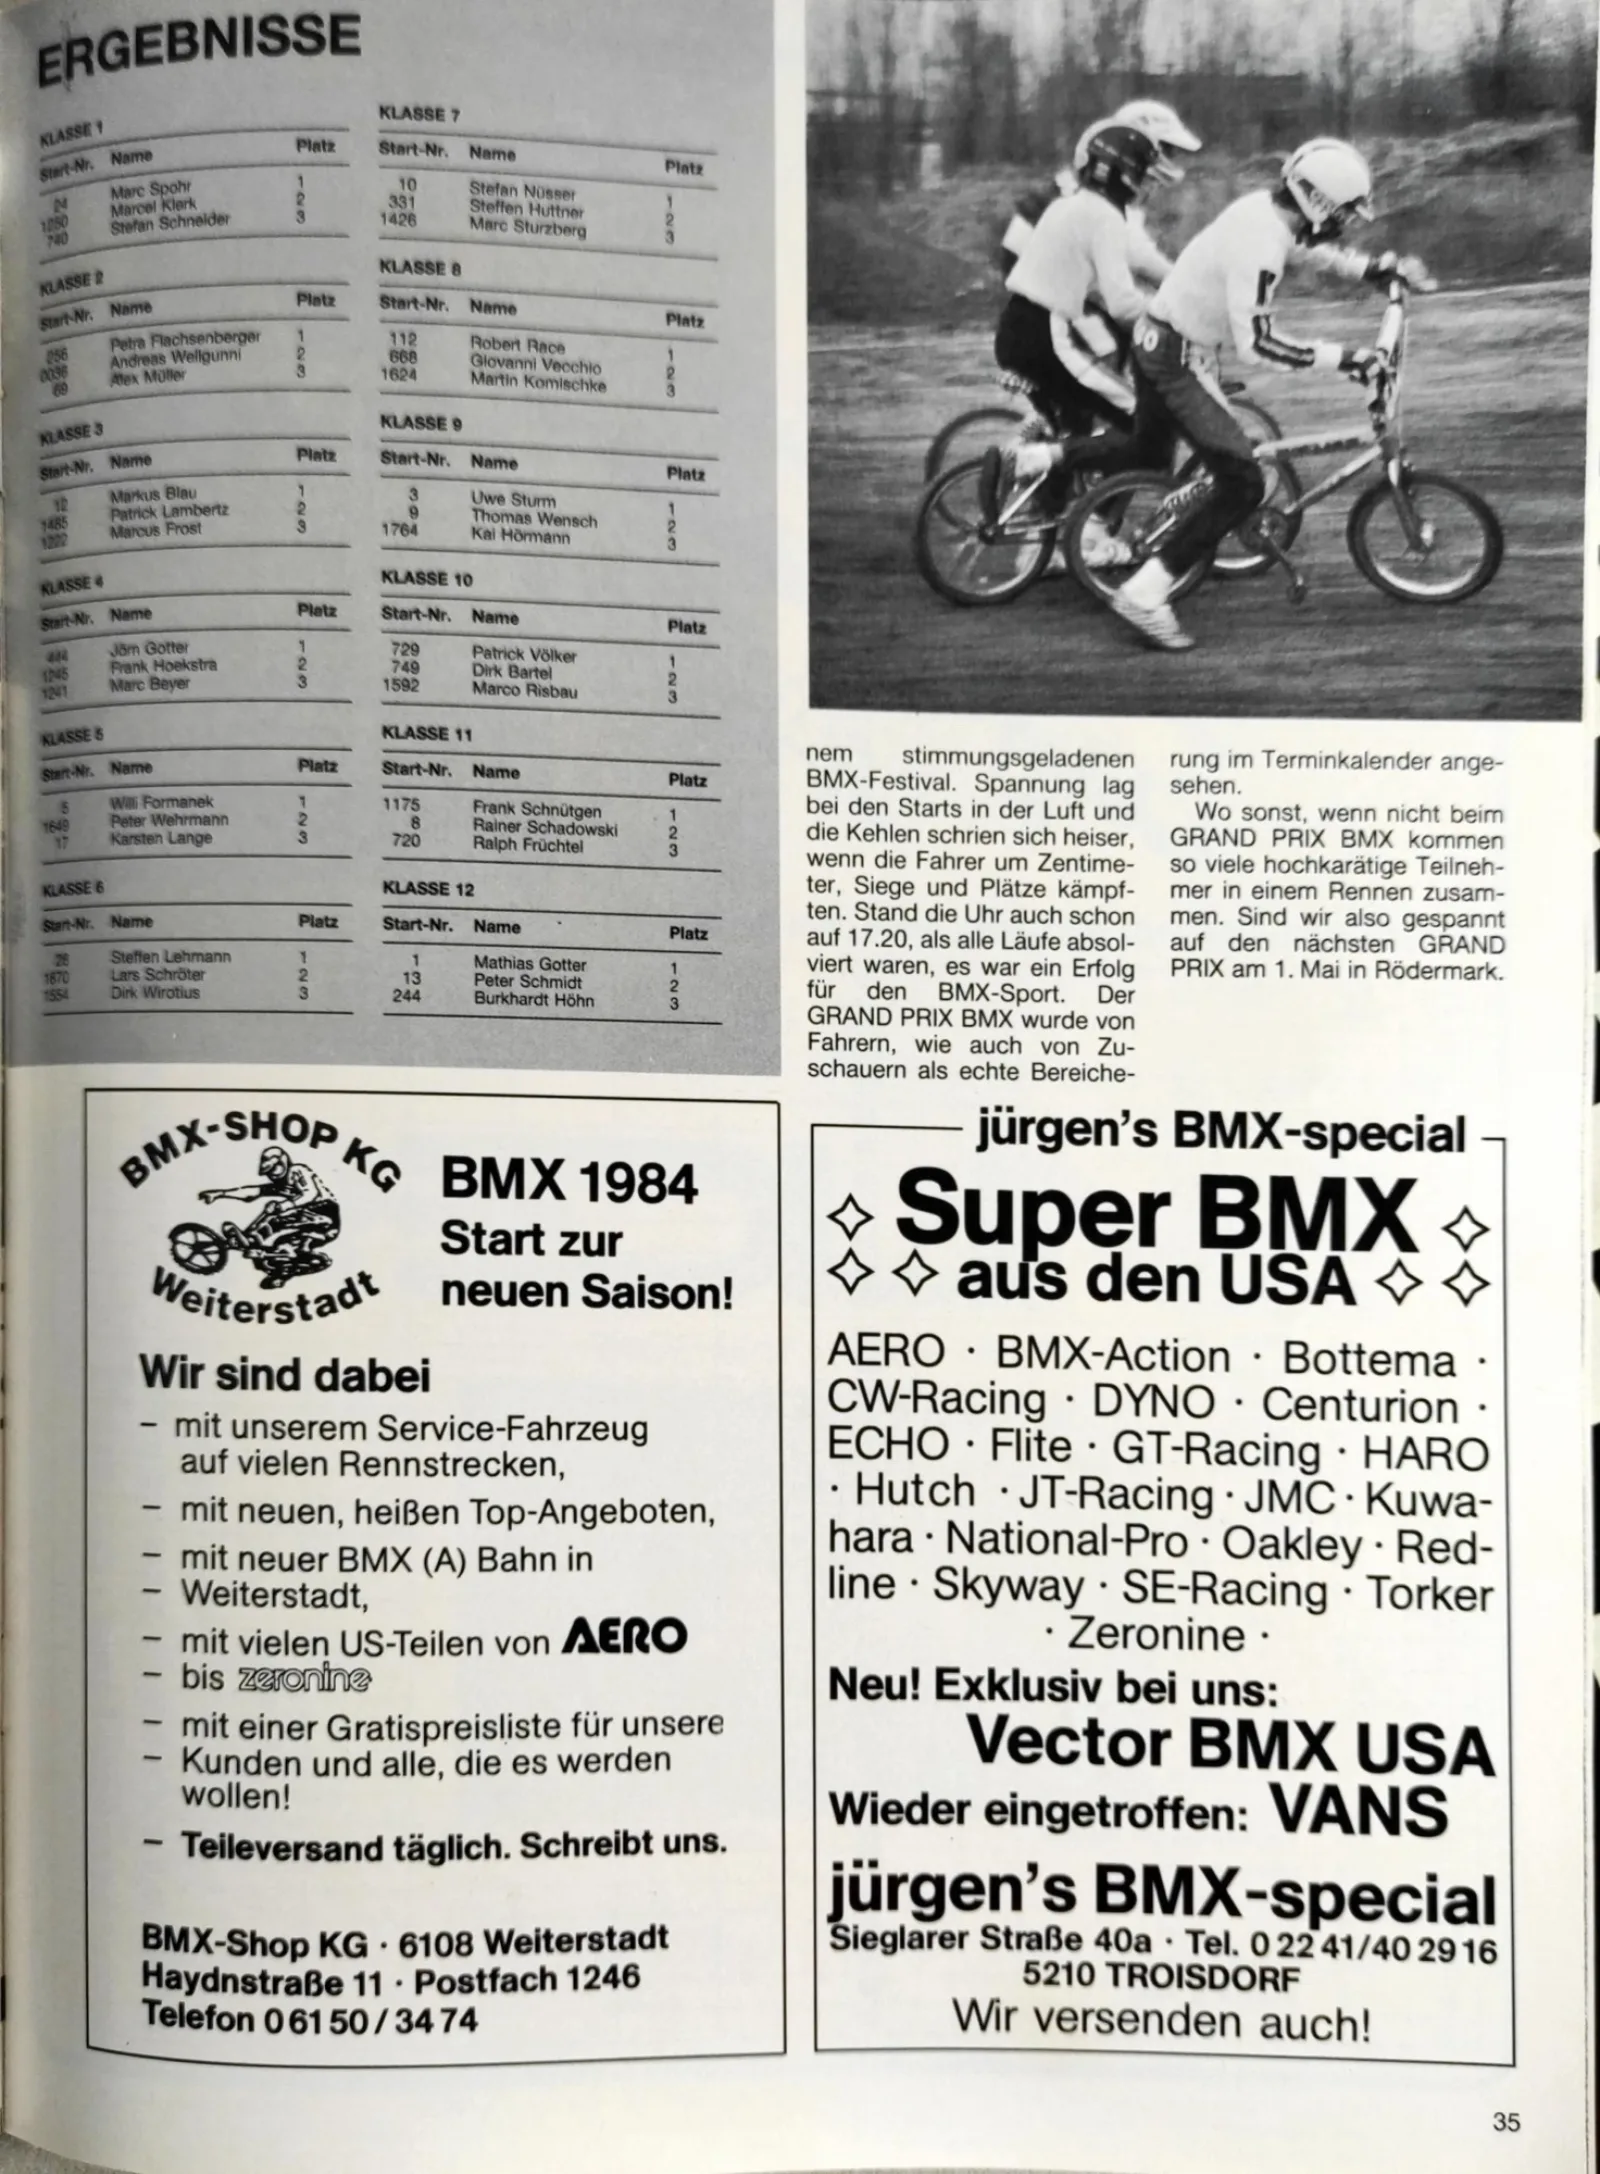 ERGEBNISSE
KLASSE 1
Start-Nr. Name Platz
24 Marc Spohr 1
1250 Marcel Klerk 2
740 Stefan Schneider 3
KLASSE 2
Start-Nr. Name Platz
256 Petra Flachsenberger 1
0036 Andreas Wellgunni 2
69 Alex Müller 3
KLASSE 3
Start-Nr. Name Platz
12 Markus Blau 1
1485 Patrick Lambertz 2
1222 Marcus Frost 3
KLASSE 4
Start-Nr. Name Platz
444 Jörn Gotter 1
1245 Frank Hoekstra 2
1241 Marc Beyer 3
KLASSE 5
Start-Nr. Name Platz
5 Willi Formanek 1
1649 Peter Wehrmann 2
17 Karsten Lange 3
KLASSE 6
Start-Nr. Name Platz
28 Steffen Lehmann 1
1670 Lars Schröter 2
1554 Dirk Wirotius 3
KLASSE 7
Start-Nr. Name Platz
10 Stefan Nüsser 1
331 Steffen Huttner 2
1426 Marc Sturzberg 3
KLASSE 8
Start-Nr. Name Platz
112 Robert Race 1
668 Giovanni Vecchio 2
1624 Martin Komischke 3
KLASSE 9
Start-Nr. Name Platz
3 Uwe Sturm 1
9 Thomas Wensch 2
1764 Kai Hörmann 3
KLASSE 10
Start-Nr. Name Platz
729 Patrick Völker 1
749 Dirk Bartel 2
1592 Marco Risbau 3
KLASSE 11
Start-Nr. Name Platz
1175 Frank Schnütgen 1
8 Rainer Schadowski 2
720 Ralph Früchtel 3
KLASSE 12
Start-Nr. Name Platz
1 Mathias Gotter 1
13 Peter Schmidt 2
244 Burkhardt Höhn 3
nem stimmungsgeladenen
BMX-Festival. Spannung lag
bei den Starts in der Luft und
die Kehlen schrien sich heiser,
wenn die Fahrer um Zentime-
ter, Siege und Plätze kämpf-
ten. Stand die Uhr auch schon
auf 17.20, als alle Läufe absol-
viert waren, es war ein Erfolg
für den BMX-Sport. Der
GRAND PRIX BMX wurde von
Fahrern, wie auch von Zu-
schauern als echte Bereiche-
rung im Terminkalender ange-
sehen.
Wo sonst, wenn nicht beim
GRAND PRIX BMX kommen
so viele hochkarätige Teilneh-
mer in einem Rennen zusam-
men. Sind wir also gespannt
auf den nächsten GRAND
PRIX am 1. Mai in Rödermark.
BMX-SHOP KG
Weiterstadt
BMX 1984
Start zur
neuen Saison!
Wir sind dabei
– mit unserem Service-Fahrzeug
auf vielen Rennstrecken,
– mit neuen, heißen Top-Angeboten,
– mit neuer BMX (A) Bahn in
– Weiterstadt,
– mit vielen US-Teilen von AERO
– bis zeronine
– mit einer Gratispreisliste für unsere
– Kunden und alle, die es werden
wollen!
– Teileversand täglich. Schreibt uns.
BMX-Shop KG · 6108 Weiterstadt
Haydnstraße 11 · Postfach 1246
Telefon 0 61 50 / 34 74
jürgen's BMX-special
Super BMX
aus den USA
AERO · BMX-Action · Bottema ·
CW-Racing · DYNO · Centurion ·
ECHO · Flite · GT-Racing · HARO
· Hutch · JT-Racing · JMC · Kuwa-
hara · National-Pro · Oakley · Red-
line · Skyway · SE-Racing · Torker
· Zeronine ·
Neu! Exklusiv bei uns:
Vector BMX USA
Wieder eingetroffen: VANS
jürgen's BMX-special
Sieglarer Straße 40a · Tel. 0 22 41/40 29 16
5210 TROISDORF
Wir versenden auch!
35